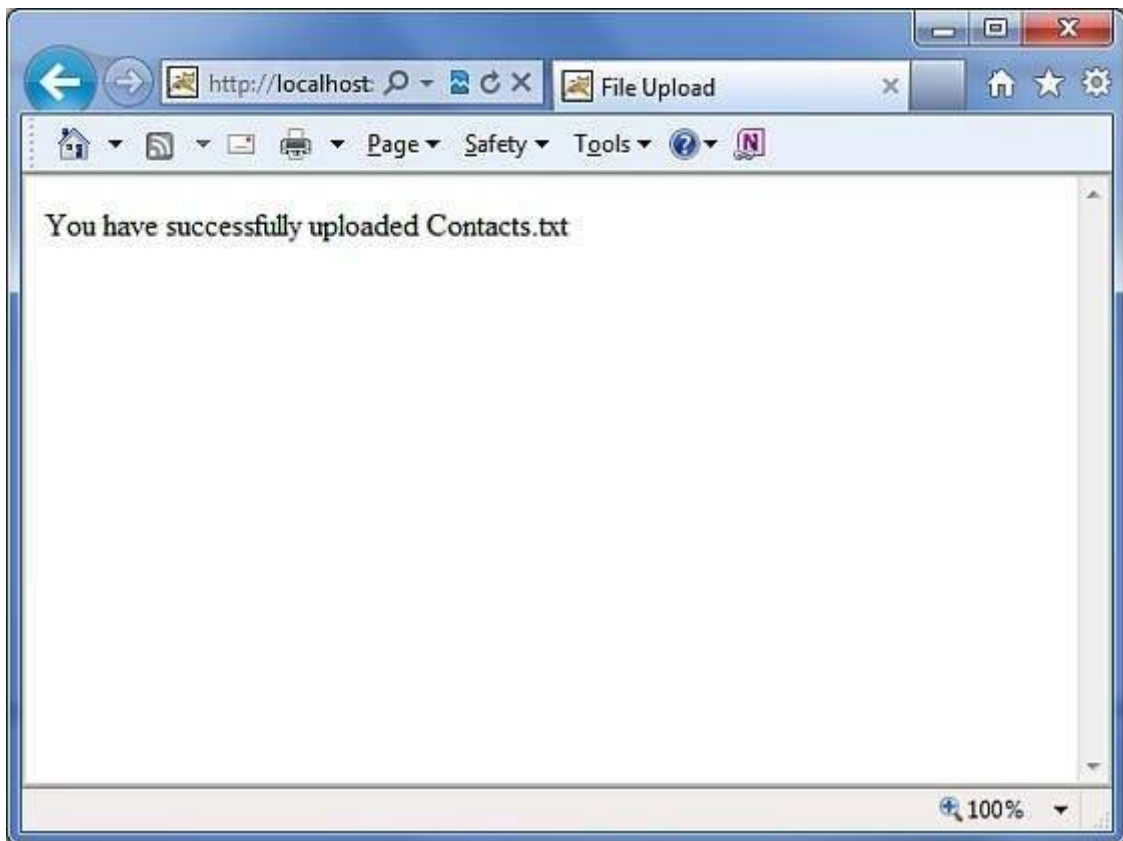 http://localhost:
File Upload
Page
Safety
Tools
You have successfully uploaded Contacts.txt
100%